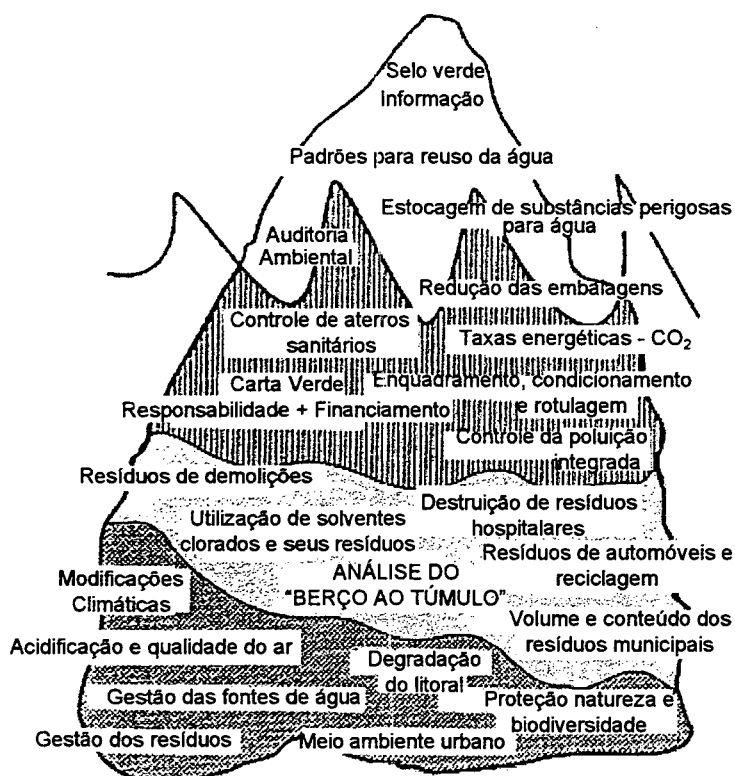 Selo verde
Informação
Padrões para reuso da água
Estocagem de substâncias perigosas
para água
Auditoria
Ambiental
Redução das embalagens
Controle de aterros
sanitários
Taxas energéticas - CO₂
Carta Verde
Enquadramento, condicionamento
e rotulagem
Responsabilidade + Financiamento
Controle da poluição
integrada
Resíduos de demolições
Destruição de resíduos
hospitalares
Utilização de solventes
clorados e seus resíduos
Resíduos de automóveis e
reciclagem
ANÁLISE DO
“BERÇO AO TÚMULO”
Modificações
Climáticas
Volume e conteúdo dos
resíduos municipais
Acidificação e qualidade do ar
Degradação
do litoral
Gestão das fontes de água
Proteção natureza e
biodiversidade
Gestão dos resíduos
Meio ambiente urbano